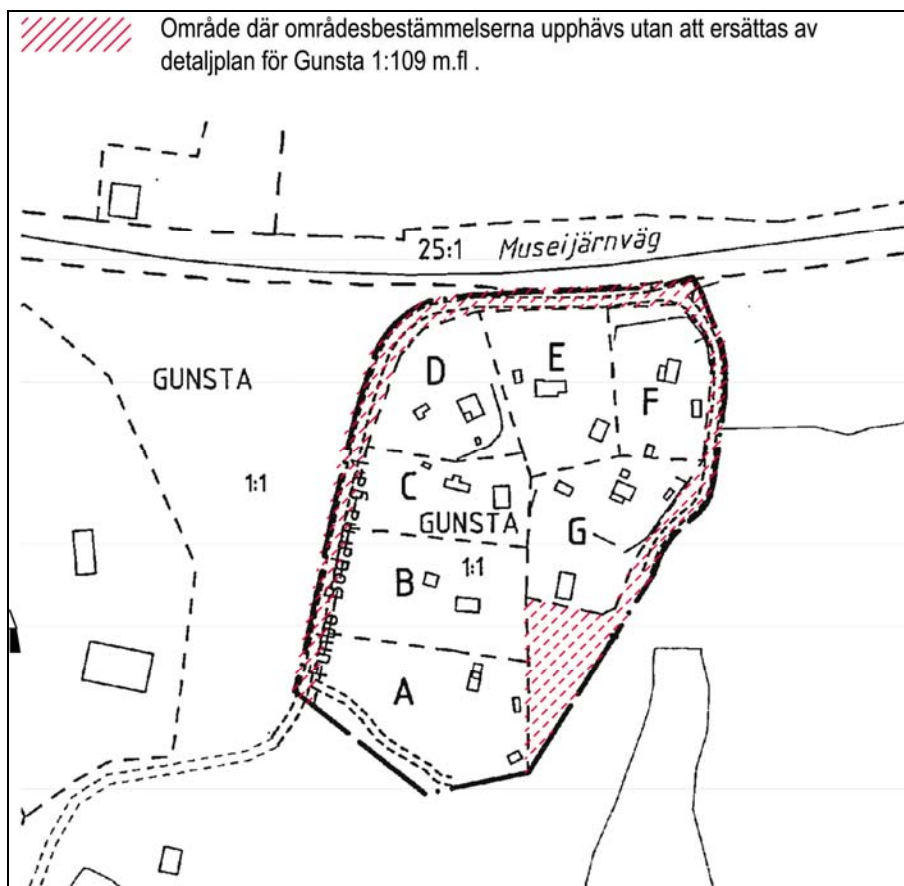 Område där områdesbestämmelserna upphävs utan att ersättas av
detaljplan för Gunsta 1:109 m.fl .
25:1 Museijärnväg
GUNSTA
D
E
F
1:1
C
GUNSTA
G
B
1:1
A